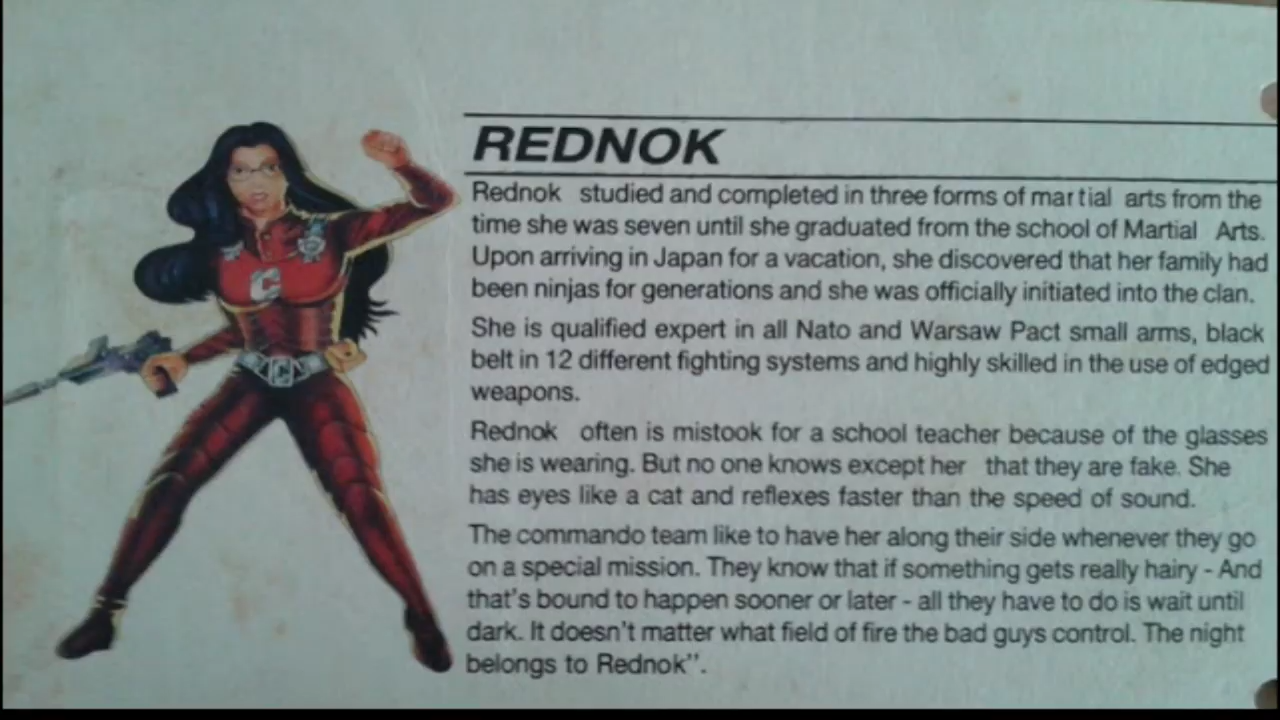 REDNOK
Rednok studied and completed in three forms of martial arts from the
time she was seven until she graduated from the school of Martial Arts.
Upon arriving in Japan for a vacation, she discovered that her family had
been ninjas for generations and she was officially initiated into the clan.
She is qualified expert in all Nato and Warsaw Pact small arms, black
belt in 12 different fighting systems and highly skilled in the use of edged
weapons.
Rednok often is mistook for a school teacher because of the glasses
she is wearing. But no one knows except her that they are fake. She
has eyes like a cat and reflexes faster than the speed of sound.
The commando team like to have her along their side whenever they go
on a special mission. They know that if something gets really hairy - And
that's bound to happen sooner or later - all they have to do is wait until
dark. It doesn't matter what field of fire the bad guys control. The night
belongs to Rednok".
C
C